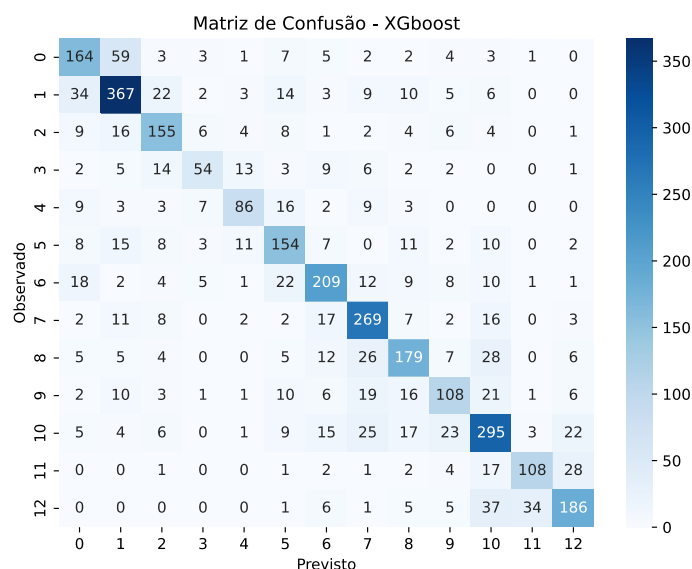 Matriz de Confusão - XGboost
0 164 59 3 3 1 7 5 2 2 4 3 1 0
1 34 367 22 2 3 14 3 9 10 5 6 0 0
2 9 16 155 6 4 8 1 2 4 6 4 0 1
3 2 5 14 54 13 3 9 6 2 2 0 0 1
4 9 3 3 7 86 16 2 9 3 0 0 0 0
5 8 15 8 3 11 154 7 0 11 2 10 0 2
6 18 2 4 5 1 22 209 12 9 8 10 1 1
7 2 11 8 0 2 2 17 269 7 2 16 0 3
8 5 5 4 0 0 5 12 26 179 7 28 0 6
9 2 10 3 1 1 10 6 19 16 108 21 1 6
10 5 4 6 0 1 9 15 25 17 23 295 3 22
11 0 0 1 0 0 1 2 1 2 4 17 108 28
12 0 0 0 0 0 1 6 1 5 5 37 34 186
0 1 2 3 4 5 6 7 8 9 10 11 12
Previsto
Observado
350
300
250
200
150
100
50
0